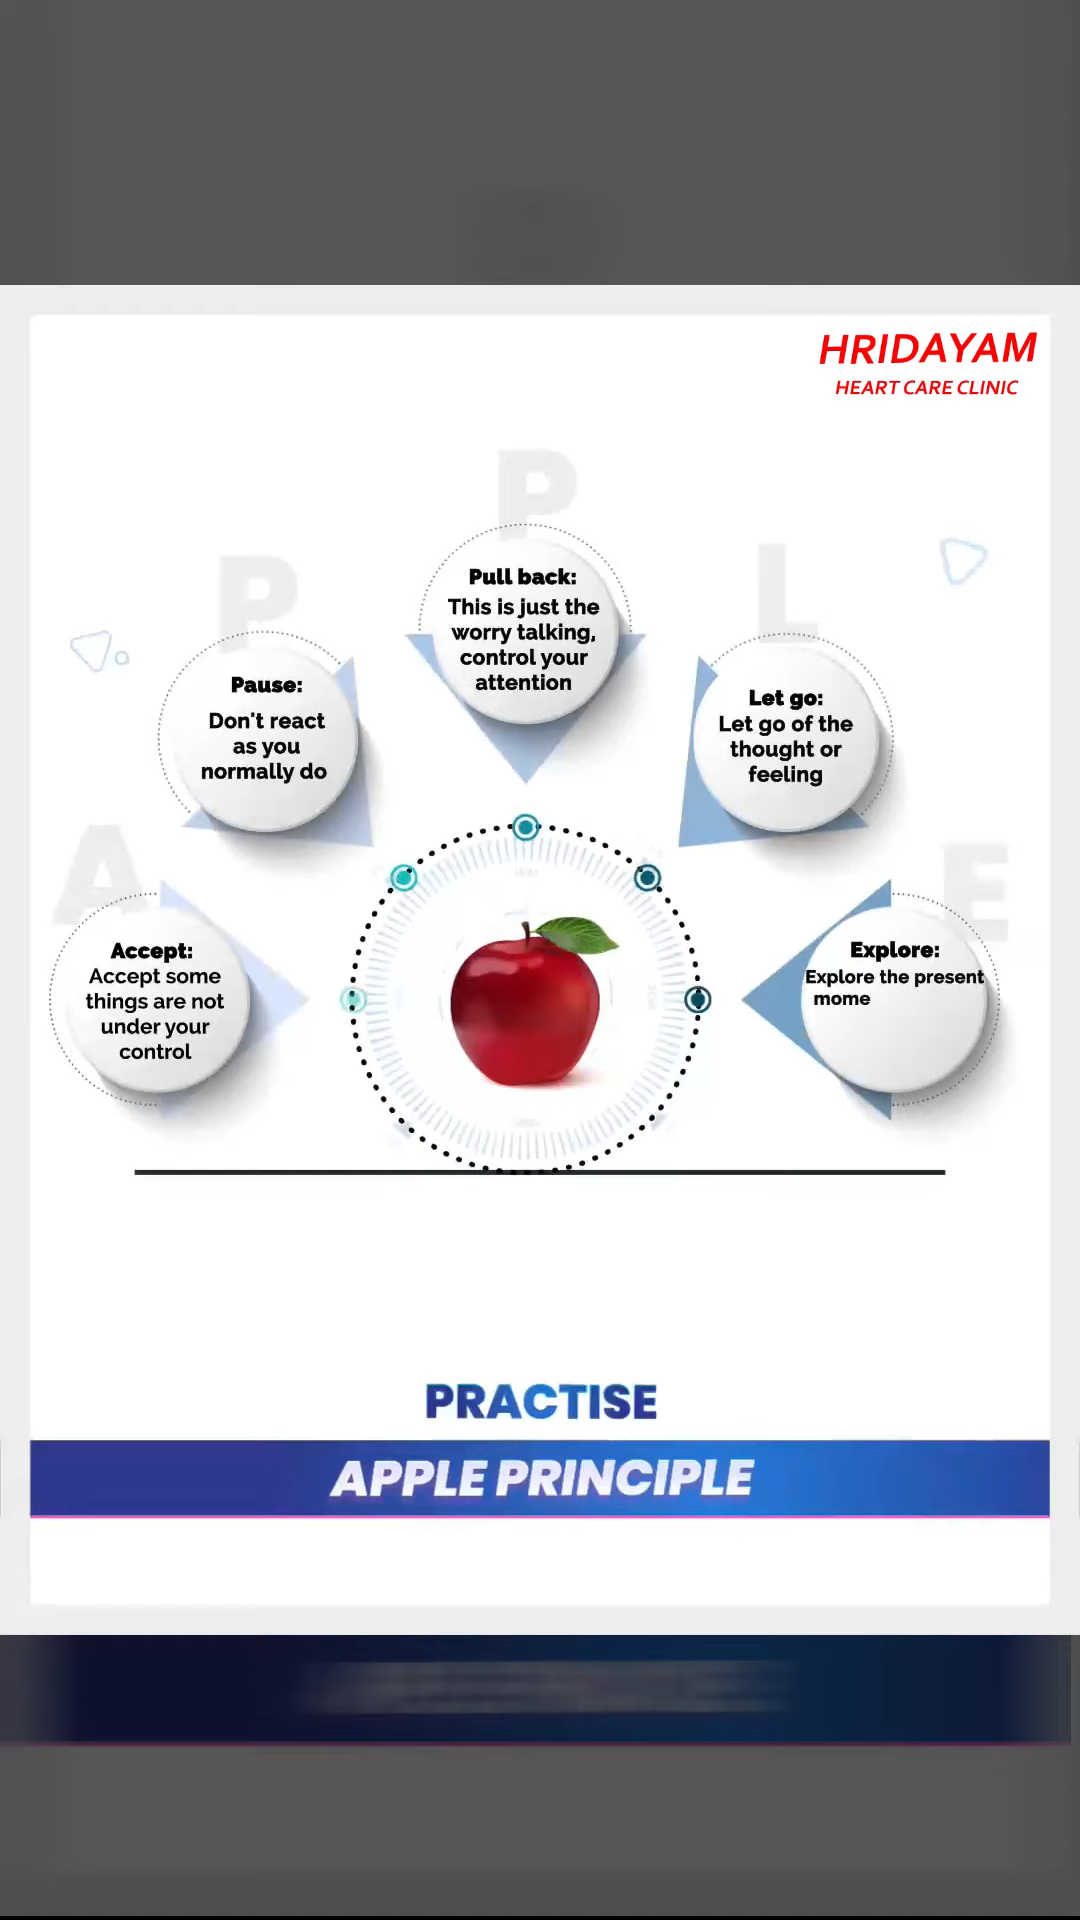 HRIDAYAM
HEART CARE CLINIC
A
Accept:
Accept some
things are not
under your
control
P
Pause:
Don't react
as you
normally do
P
Pull back:
This is just the
worry talking,
control your
attention
L
Let go:
Let go of the
thought or
feeling
E
Explore:
Explore the present
mome
PRACTISE
APPLE PRINCIPLE